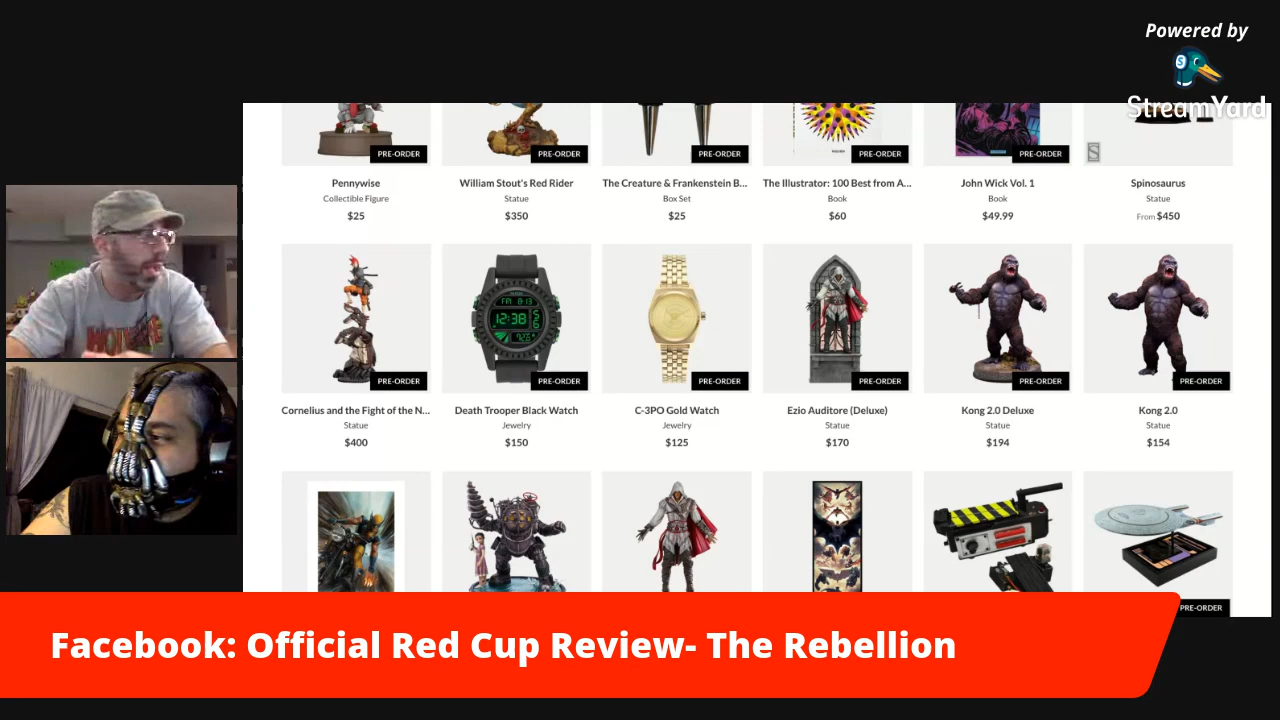 Powered by
StreamYard
PRE-ORDER
PRE-ORDER
PRE-ORDER
PRE-ORDER
PRE-ORDER
Pennywise
Collectible Figure
$25
William Stout's Red Rider
Statue
$350
The Creature & Frankenstein B...
Box Set
$25
The Illustrator: 100 Best from A...
Book
$60
John Wick Vol. 1
Book
$49.99
Spinosaurus
Statue
From $450
FRI 8-13
12:38
PRE-ORDER
PRE-ORDER
PRE-ORDER
PRE-ORDER
PRE-ORDER
PRE-ORDER
Cornelius and the Fight of the N...
Statue
$400
Death Trooper Black Watch
Jewelry
$150
C-3PO Gold Watch
Jewelry
$125
Ezio Auditore (Deluxe)
Statue
$170
Kong 2.0 Deluxe
Statue
$194
Kong 2.0
Statue
$154
PRE-ORDER
Facebook: Official Red Cup Review- The Rebellion